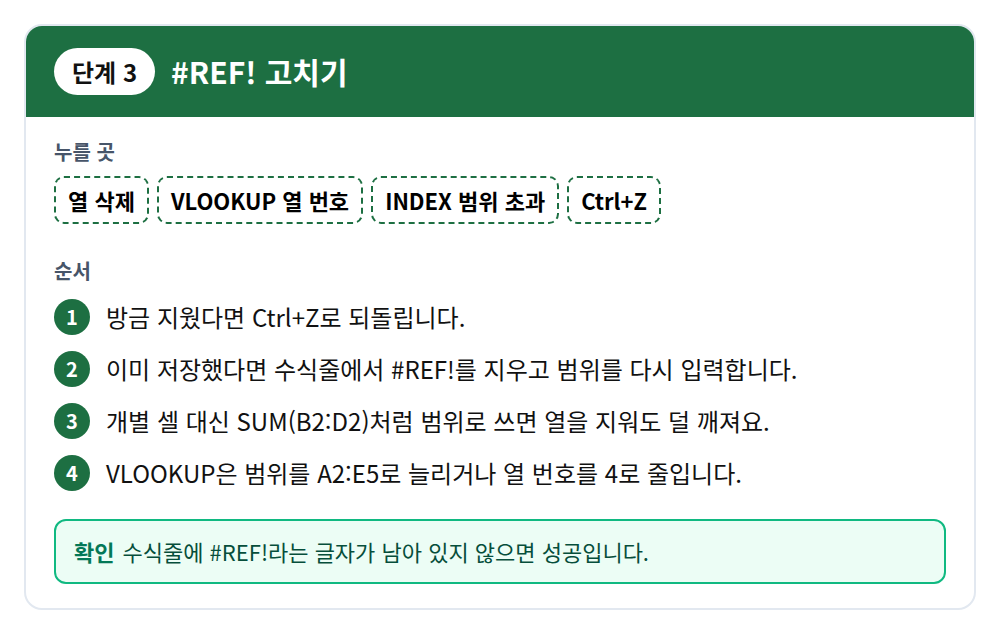 단계 3 #REF! 고치기
누를 곳
열 삭제 VLOOKUP 열 번호 INDEX 범위 초과 Ctrl+Z
순서
1 방금 지웠다면 Ctrl+Z로 되돌립니다.
2 이미 저장했다면 수식줄에서 #REF!를 지우고 범위를 다시 입력합니다.
3 개별 셀 대신 SUM(B2:D2)처럼 범위로 쓰면 열을 지워도 덜 깨져요.
4 VLOOKUP은 범위를 A2:E5로 늘리거나 열 번호를 4로 줄입니다.
확인 수식줄에 #REF!라는 글자가 남아 있지 않으면 성공입니다.